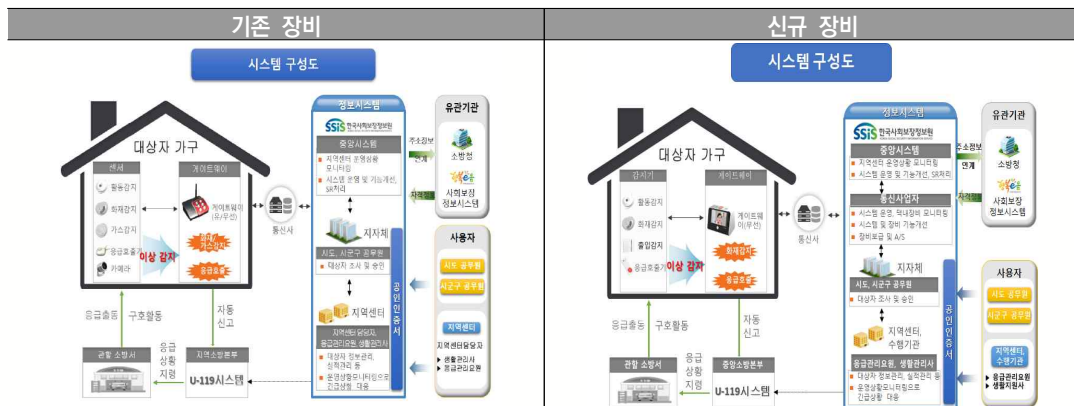 기존 장비
시스템 구성도
정보시스템
SSiS 한국사회보장정보원
중앙시스템
지역센터 운영상황
모니타링
시스템 운영 및 기능개선,
SR처리
지자체
시도, 시군구 공무원
대상자 조사 및 승인
지역센터
지역센터 담당자,
응급관리요원, 생활관리사
대상자 정보관리,
실적관리 등
운영상황모니타링으로
긴급상황 대응
공인인증서
대상자 가구
센서
활동감지
화재감지
가스감지
응급호출기
카메라
이상 감지
게이트웨이
게이트웨이
(유/무선)
화재/
가스감지
응급호출
통신사
주소정보
연계
자격정보
유관기관
소방청
사회보장
정보시스템
사용자
시도 공무원
시군구 공무원
지역센터
지역센터담당자
생활관리사
응급관리요원
응급출동
구호활동
자동
신고
관할 소방서
응급
상황
지령
지역소방본부
U-119시스템
신규 장비
시스템 구성도
정보시스템
SSiS 한국사회보장정보원
중앙시스템
지역센터 운영상황 모니타링
시스템 운영 및 기능개선, SR처리
통신사업자
시스템 운영, 댁내장비 모니타링
시스템 및 장비 기능개선
장비보급 및 A/S
지자체
시도, 시군구 공무원
대상자 조사 및 승인
지역센터,
수행기관
응급관리요원, 생활관리사
대상자 정보관리, 실적관리 등
운영상황모니타링으로
긴급상황 대응
공인인증서
대상자 가구
감지기
활동감지
화재감지
출입감지
응급호출기
이상 감지
게이트웨이
게이트웨
이(무선)
화재감지
응급호출
통신사
주소정보
연계
자격정보
유관기관
소방청
사회보장
정보시스템
사용자
시도 공무원
시군구 공무원
지역센터,
수행기관
응급관리요원
생활지원사
응급출동
구호활동
자동
신고
관할 소방서
응급
상황
지령
중앙소방본부
U-119시스템